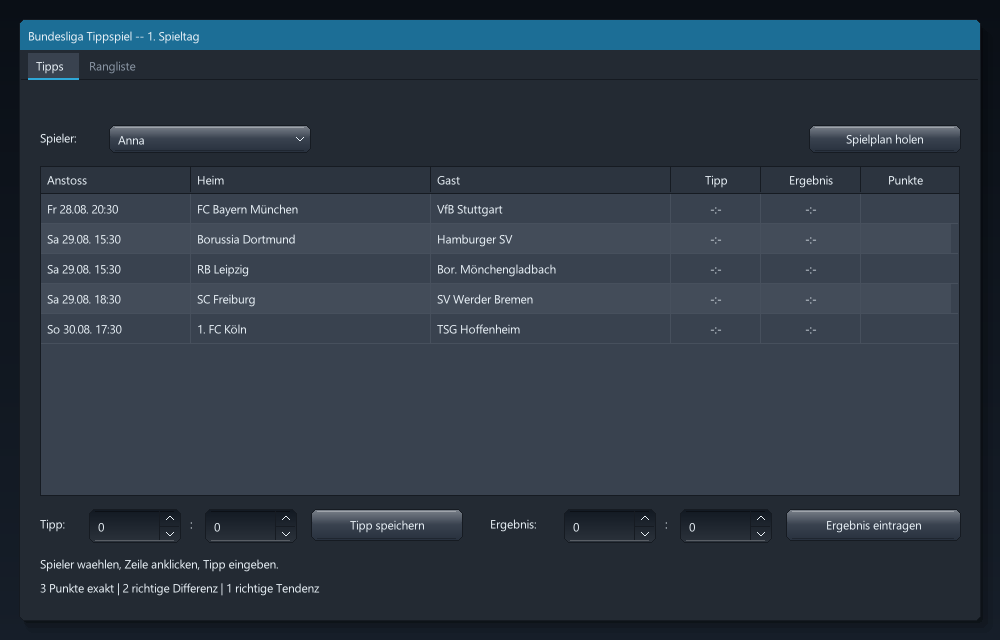 Bundesliga Tippspiel -- 1. Spieltag
Tipps Rangliste
Spieler: Anna Spielplan holen
Anstoss Heim Gast Tipp Ergebnis Punkte
Fr 28.08. 20:30 FC Bayern München VfB Stuttgart -:- -:-
Sa 29.08. 15:30 Borussia Dortmund Hamburger SV -:- -:-
Sa 29.08. 15:30 RB Leipzig Bor. Mönchengladbach -:- -:-
Sa 29.08. 18:30 SC Freiburg SV Werder Bremen -:- -:-
So 30.08. 17:30 1. FC Köln TSG Hoffenheim -:- -:-
Tipp: 0 : 0 Tipp speichern Ergebnis: 0 : 0 Ergebnis eintragen
Spieler waehlen, Zeile anklicken, Tipp eingeben.
3 Punkte exakt | 2 richtige Differenz | 1 richtige Tendenz